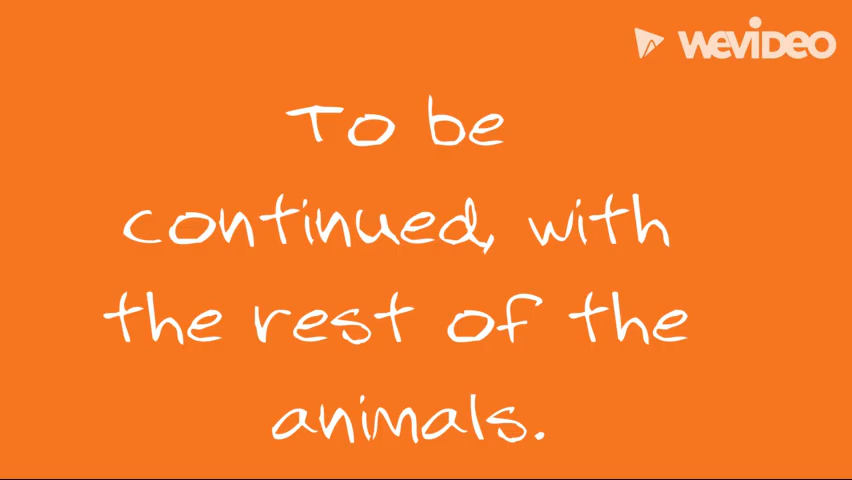 WEVIDEO
To be
continued, with
the rest of the
animals.